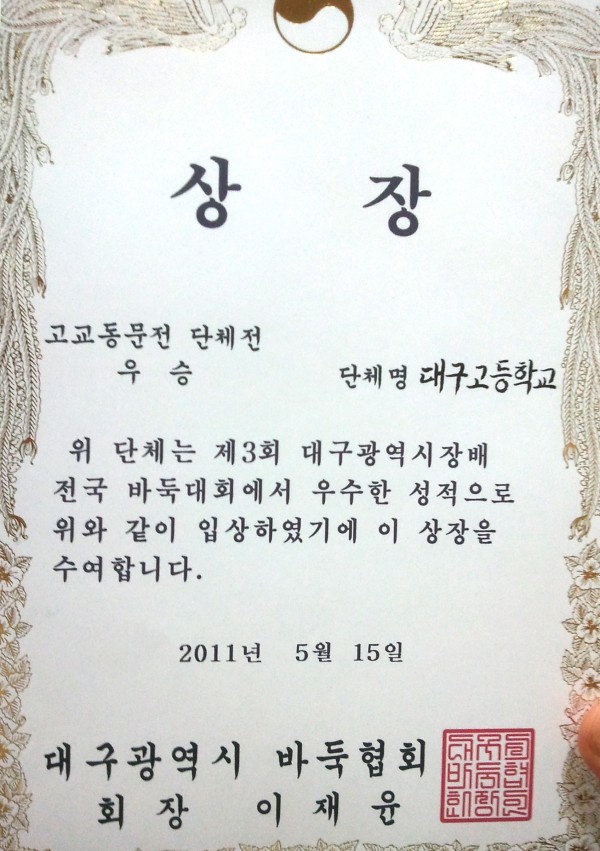 상 장
고교동문전 단체전
우 승
단체명 대구고등학교
위 단체는 제3회 대구광역시장배
전국 바둑대회에서 우수한 성적으로
위와 같이 입상하였기에 이 상장을
수여합니다.
2011년 5월 15일
대구광역시 바둑협회
회 장 이 재 윤